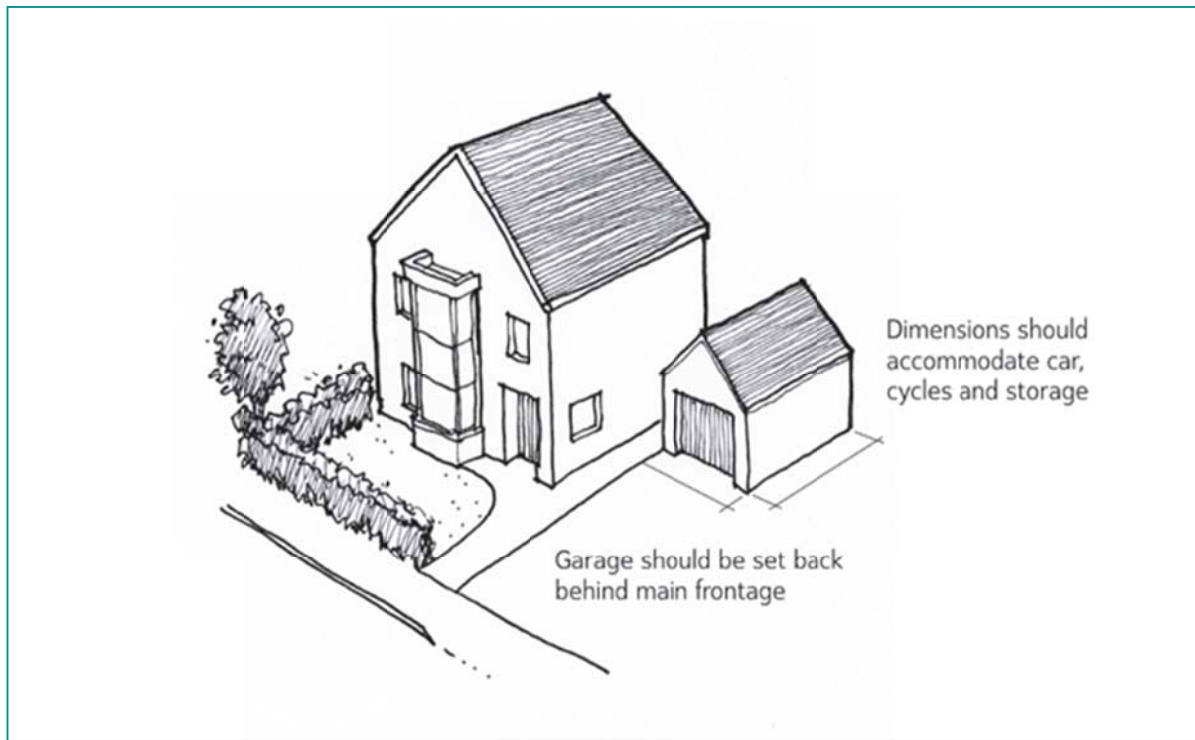 Dimensions should
accommodate car,
cycles and storage
Garage should be set back
behind main frontage